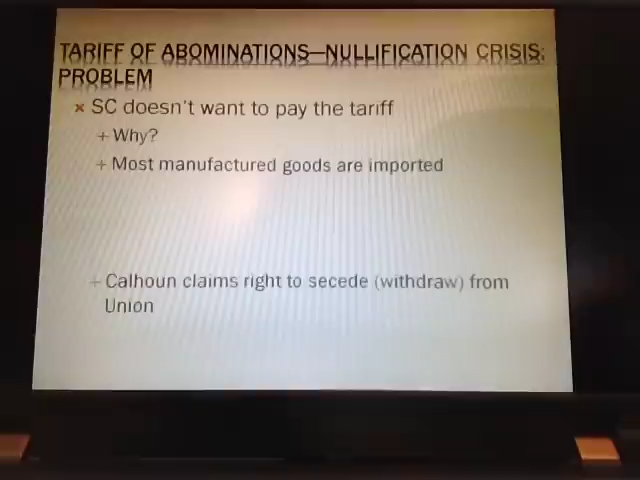 TARIFF OF ABOMINATIONS—NULLIFICATION CRISIS:
PROBLEM
× SC doesn't want to pay the tariff
+ Why?
+ Most manufactured goods are imported
+ Calhoun claims right to secede (withdraw) from
Union